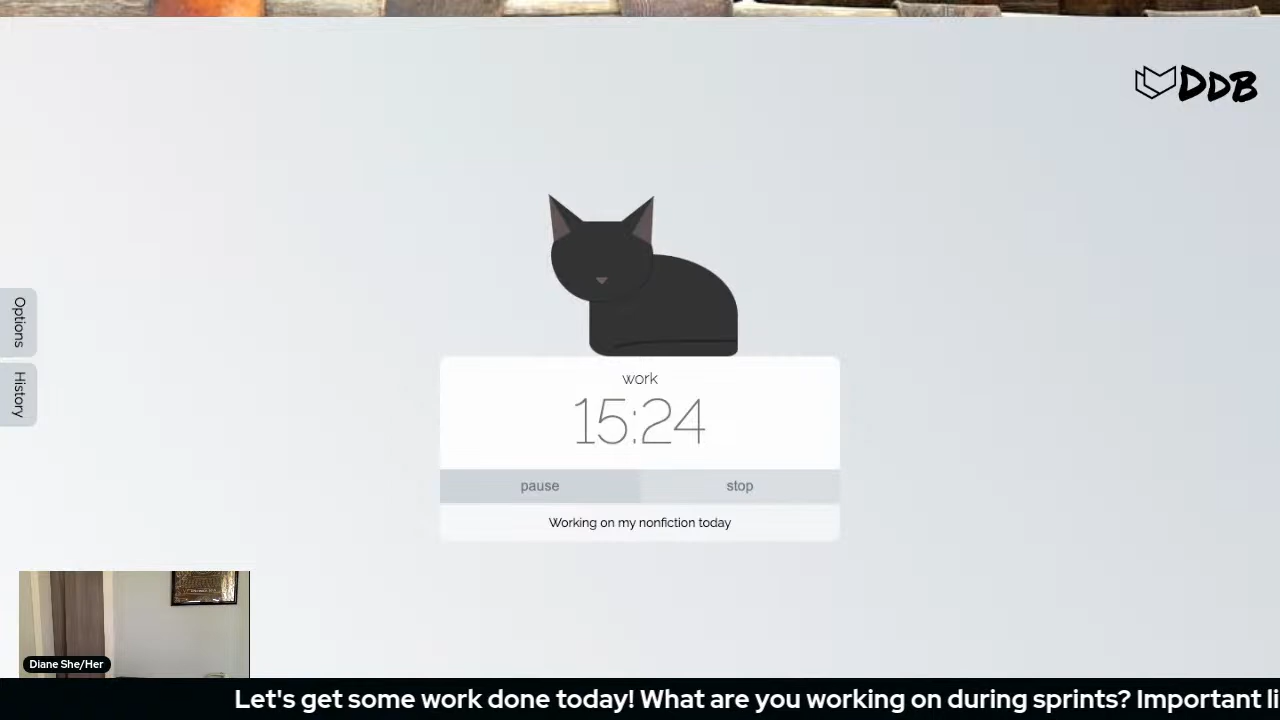 DDB
Options
History
work
15:24
pause stop
Working on my nonfiction today
Diane She/Her
Let's get some work done today! What are you working on during sprints? Important li